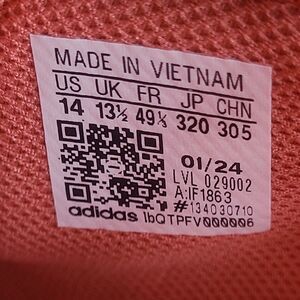 MADE IN VIETNAM
US UK FR JP CHN
14 13½ 49⅓ 320 305
01/24
LVL 029002
A:IF1863
#134030710
adidas lbQTPFV000006